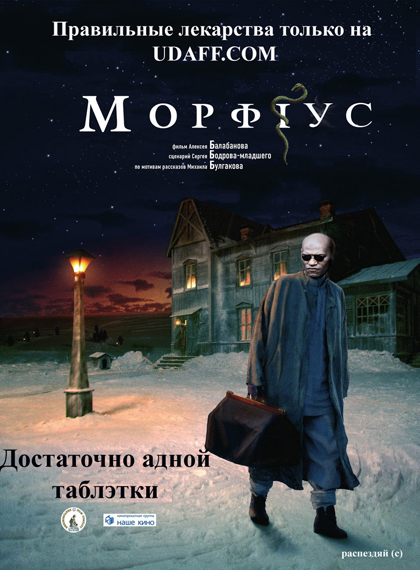 Правильные лекарства только на
UDAFF.COM
МОРФІУС
фильм Алексея Балабанова
сценарий Сергея Бодрова-младшего
по мотивам рассказов Михаила Булгакова
Достаточно адной
таблэтки
наше кино
распездяй (с)